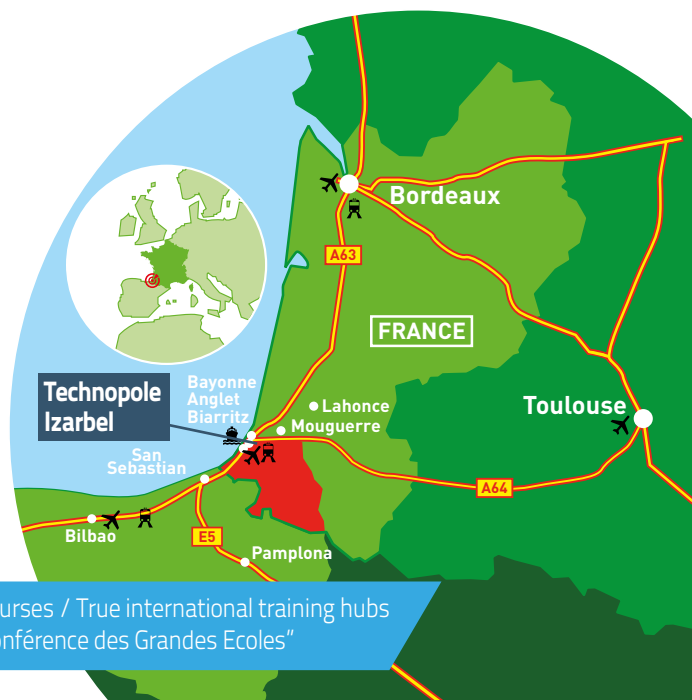 Bordeaux
A63
FRANCE
Technopole
Izarbel
Bayonne
Anglet
Biarritz
Lahonce
Mouguerre
Toulouse
San
Sebastian
A64
Bilbao
E5
Pamplona
urses / True international training hubs
onférence des Grandes Ecoles”